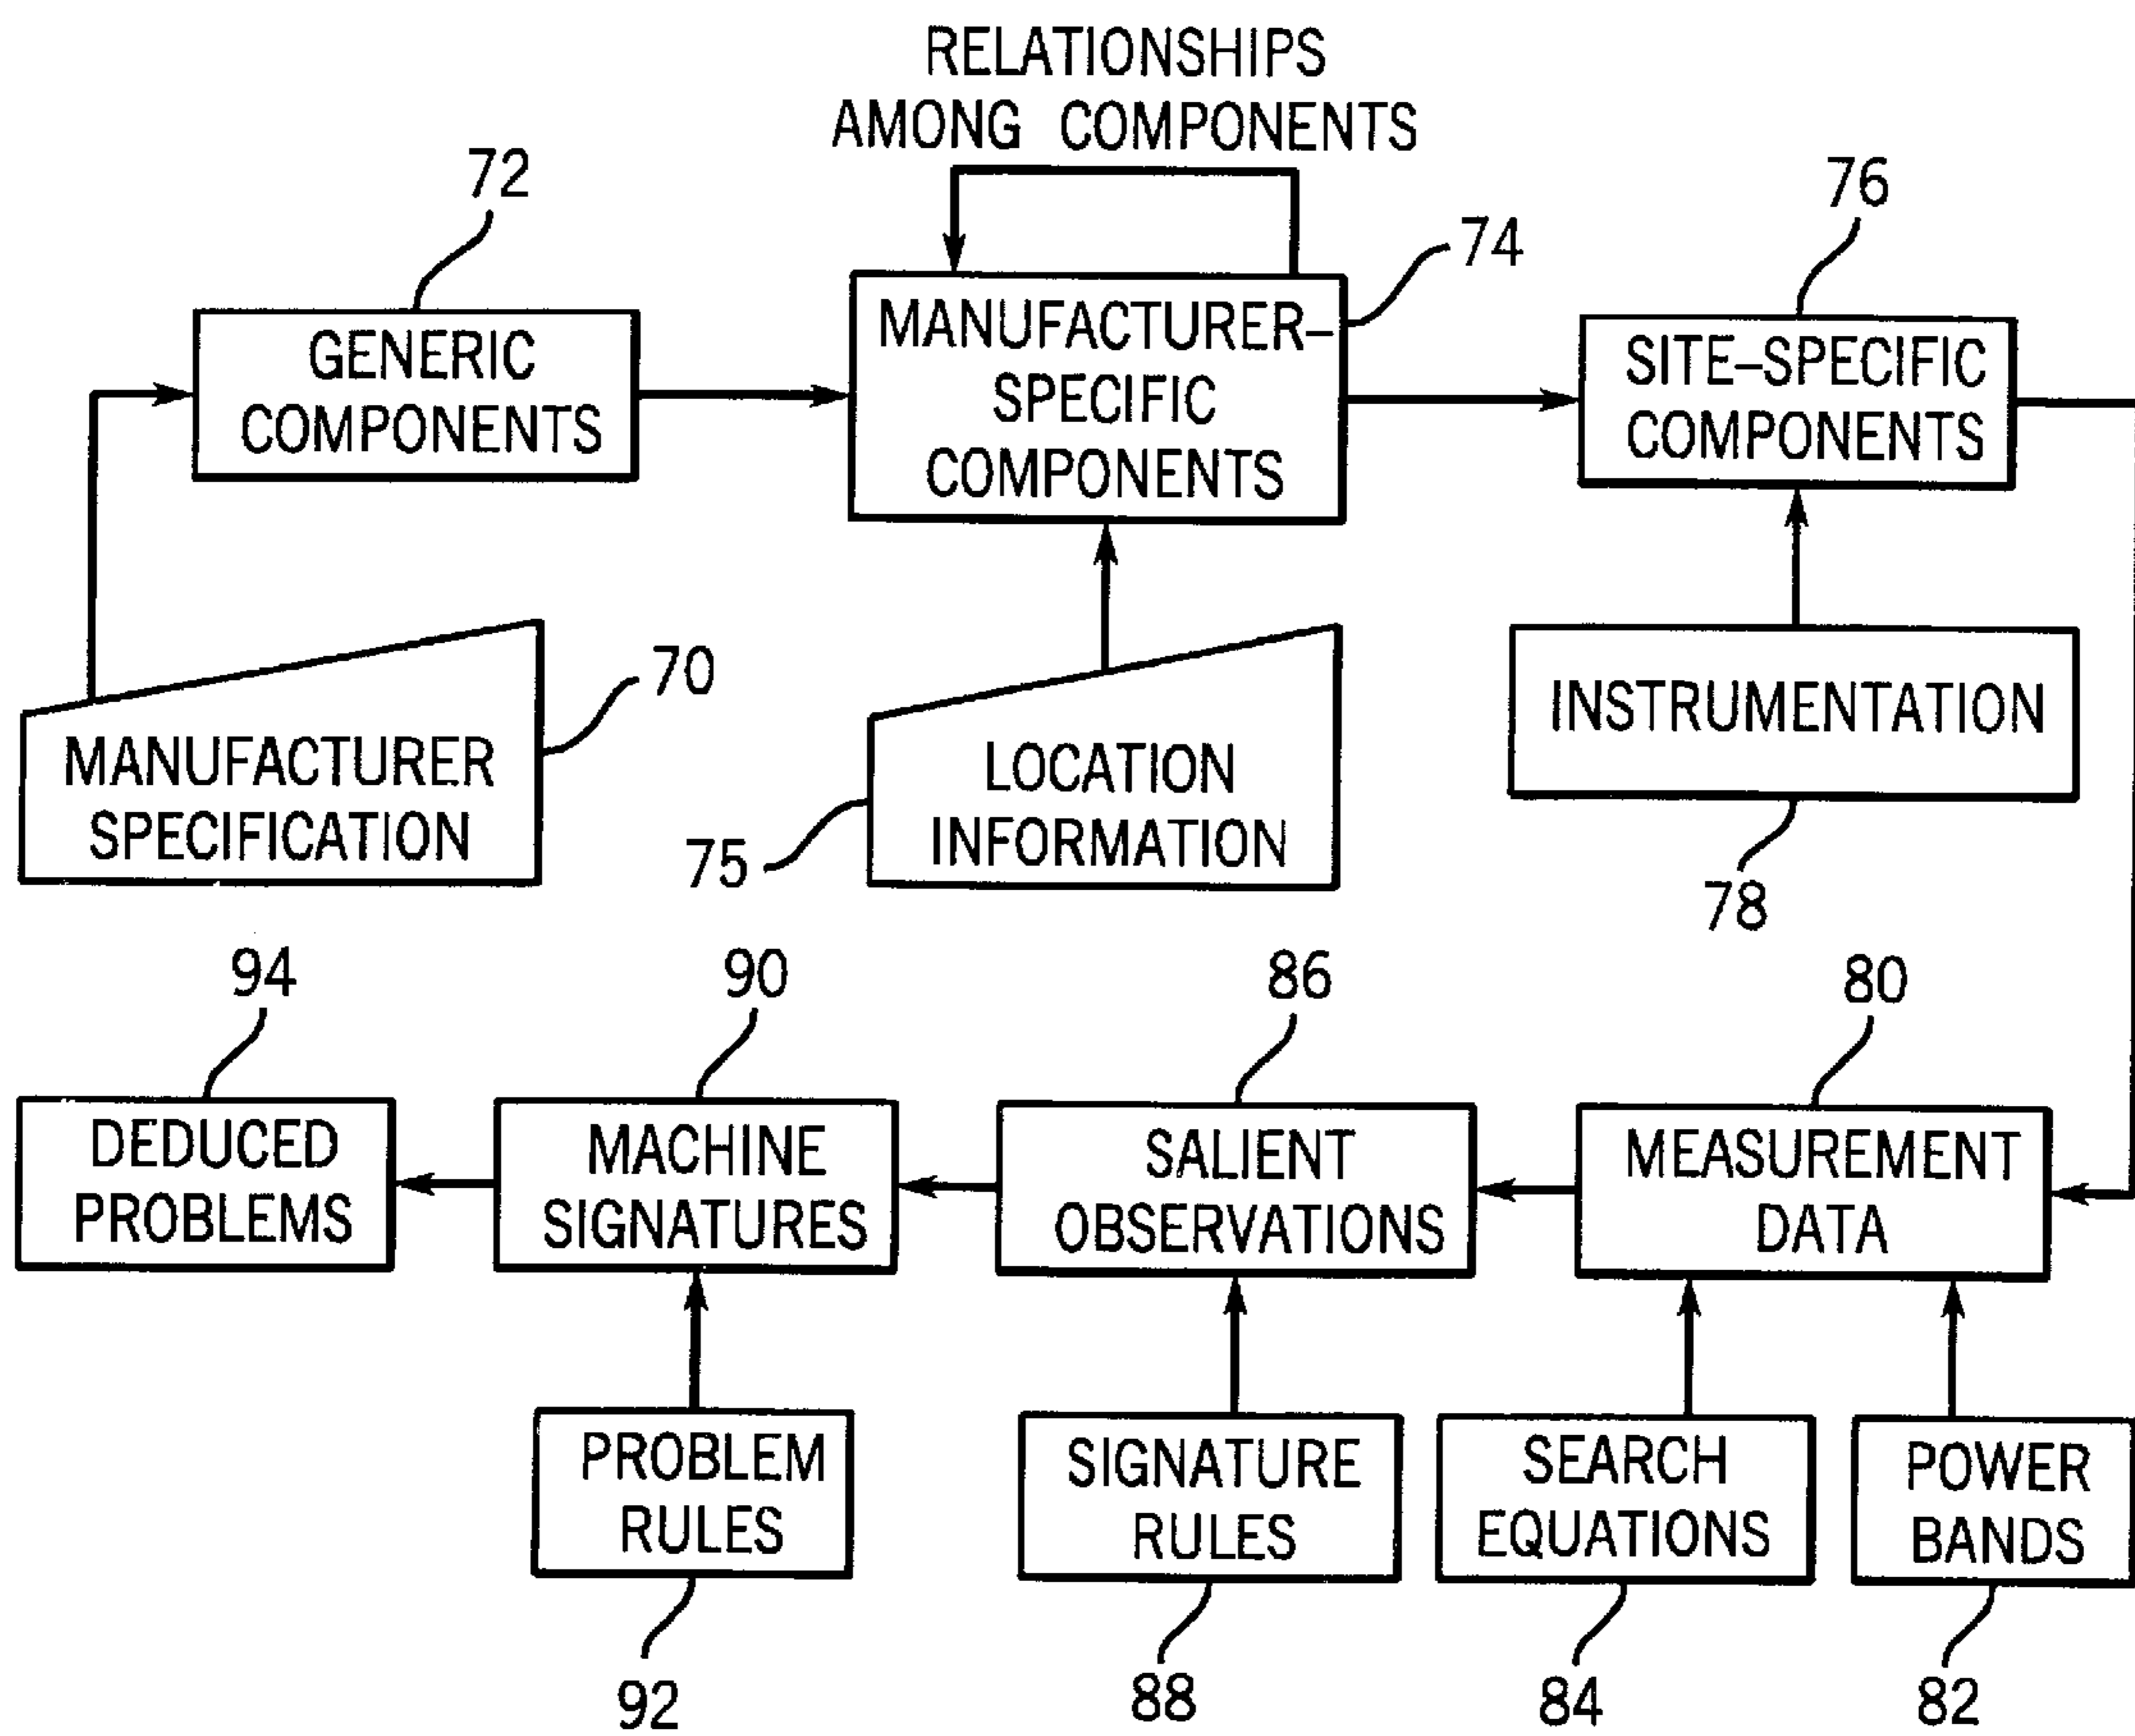 RELATIONSHIPS
AMONG COMPONENTS
72
74
76
GENERIC
COMPONENTS
MANUFACTURER–
SPECIFIC
COMPONENTS
SITE–SPECIFIC
COMPONENTS
MANUFACTURER
SPECIFICATION
70
LOCATION
INFORMATION
75
INSTRUMENTATION
78
94
90
86
80
DEDUCED
PROBLEMS
MACHINE
SIGNATURES
SALIENT
OBSERVATIONS
MEASUREMENT
DATA
PROBLEM
RULES
SIGNATURE
RULES
SEARCH
EQUATIONS
POWER
BANDS
92
88
84
82